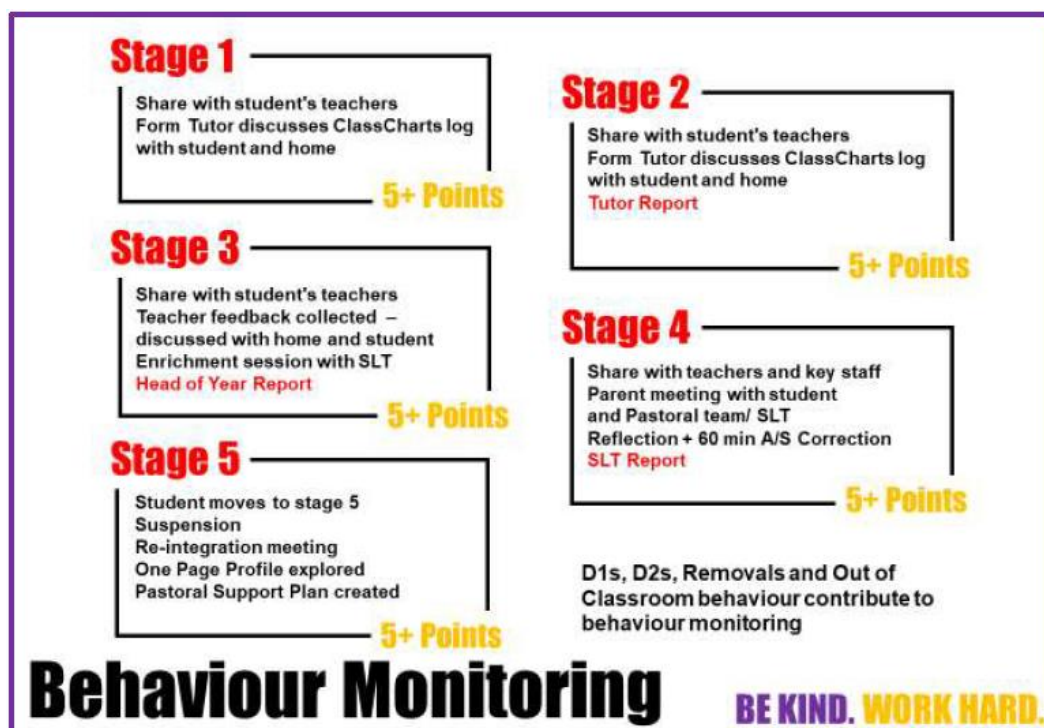 Stage 1
Share with student's teachers
Form Tutor discusses ClassCharts log
with student and home
5+ Points
Stage 2
Share with student's teachers
Form Tutor discusses ClassCharts log
with student and home
Tutor Report
5+ Points
Stage 3
Share with student's teachers
Teacher feedback collected –
discussed with home and student
Enrichment session with SLT
Head of Year Report
5+ Points
Stage 4
Share with teachers and key staff
Parent meeting with student
and Pastoral team/ SLT
Reflection + 60 min A/S Correction
SLT Report
5+ Points
Stage 5
Student moves to stage 5
Suspension
Re-integration meeting
One Page Profile explored
Pastoral Support Plan created
5+ Points
D1s, D2s, Removals and Out of
Classroom behaviour contribute to
behaviour monitoring
Behaviour Monitoring
BE KIND. WORK HARD.